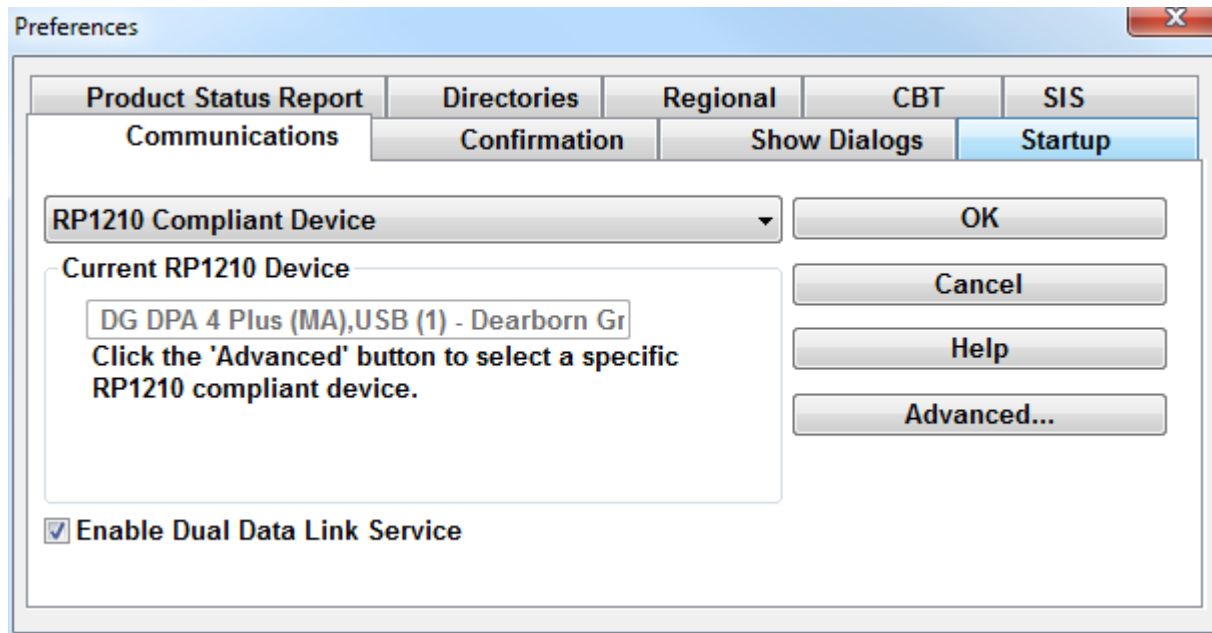 Preferences
X
Product Status Report Directories Regional CBT SIS
Communications Confirmation Show Dialogs Startup
RP1210 Compliant Device OK
Current RP1210 Device
Cancel
DG DPA 4 Plus (MA),USB (1) - Dearborn Gr
Click the 'Advanced' button to select a specific Help
RP1210 compliant device.
Advanced...
Enable Dual Data Link Service